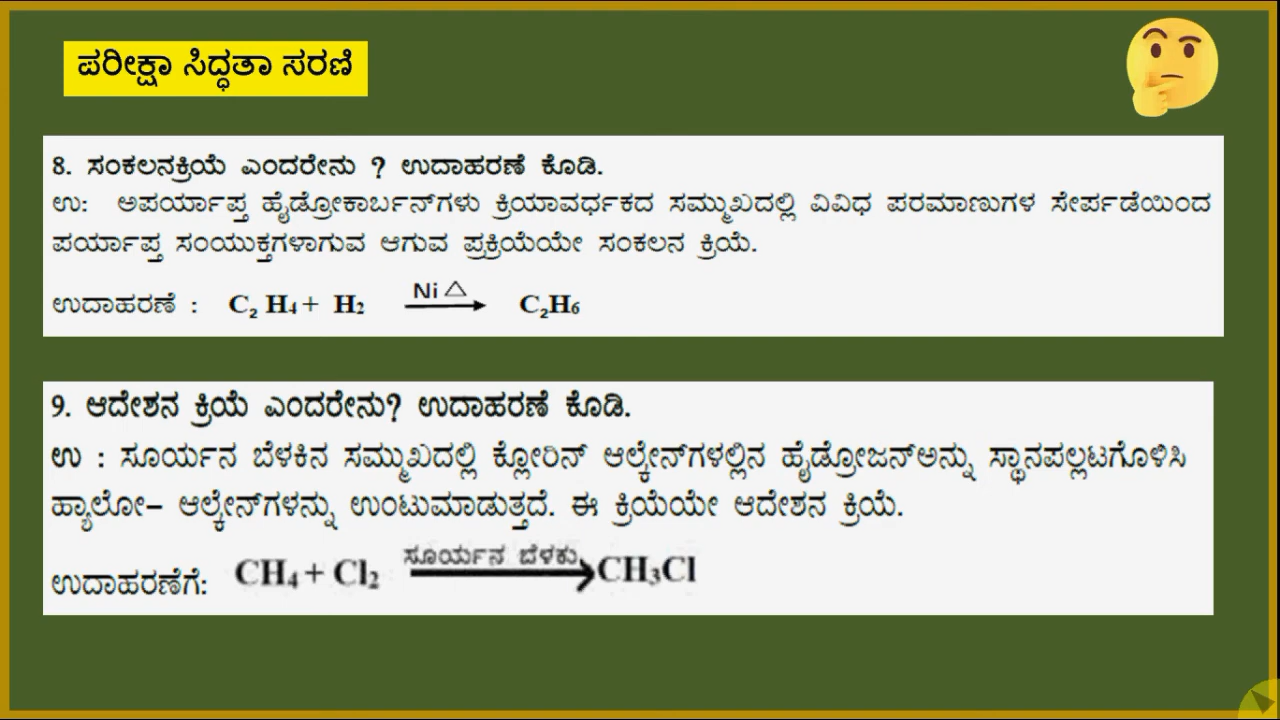 ಪರೀಕ್ಷಾ ಸಿದ್ಧತಾ ಸರಣಿ
8. ಸಂಕಲನಕ್ರಿಯೆ ಎಂದರೇನು ? ಉದಾಹರಣೆ ಕೊಡಿ.
ಉ: ಅಪರ್ಯಾಪ್ತ ಹೈಡ್ರೋಕಾರ್ಬನ್‌ಗಳು ಕ್ರಿಯಾವರ್ಧಕದ ಸಮ್ಮುಖದಲ್ಲಿ ವಿವಿಧ ಪರಮಾಣುಗಳ ಸೇರ್ಪಡೆಯಿಂದ
ಪರ್ಯಾಪ್ತ ಸಂಯುಕ್ತಗಳಾಗುವ ಆಗುವ ಪ್ರಕ್ರಿಯೆಯೇ ಸಂಕಲನ ಕ್ರಿಯೆ.
ಉದಾಹರಣೆ : C₂ H₄ + H₂ Ni △ → C₂H₆
9. ಆದೇಶನ ಕ್ರಿಯೆ ಎಂದರೇನು? ಉದಾಹರಣೆ ಕೊಡಿ.
ಉ : ಸೂರ್ಯನ ಬೆಳಕಿನ ಸಮ್ಮುಖದಲ್ಲಿ ಕ್ಲೋರಿನ್ ಆಲ್ಕೇನ್‌ಗಳಲ್ಲಿನ ಹೈಡ್ರೋಜನ್‌ಅನ್ನು ಸ್ಥಾನಪಲ್ಲಟಗೊಳಿಸಿ
ಹ್ಯಾಲೋ– ಆಲ್ಕೇನ್‌ಗಳನ್ನು ಉಂಟುಮಾಡುತ್ತದೆ. ಈ ಕ್ರಿಯೆಯೇ ಆದೇಶನ ಕ್ರಿಯೆ.
ಉದಾಹರಣೆಗೆ: CH₄ + Cl₂ ಸೂರ್ಯನ ಬೆಳಕು → CH₃Cl